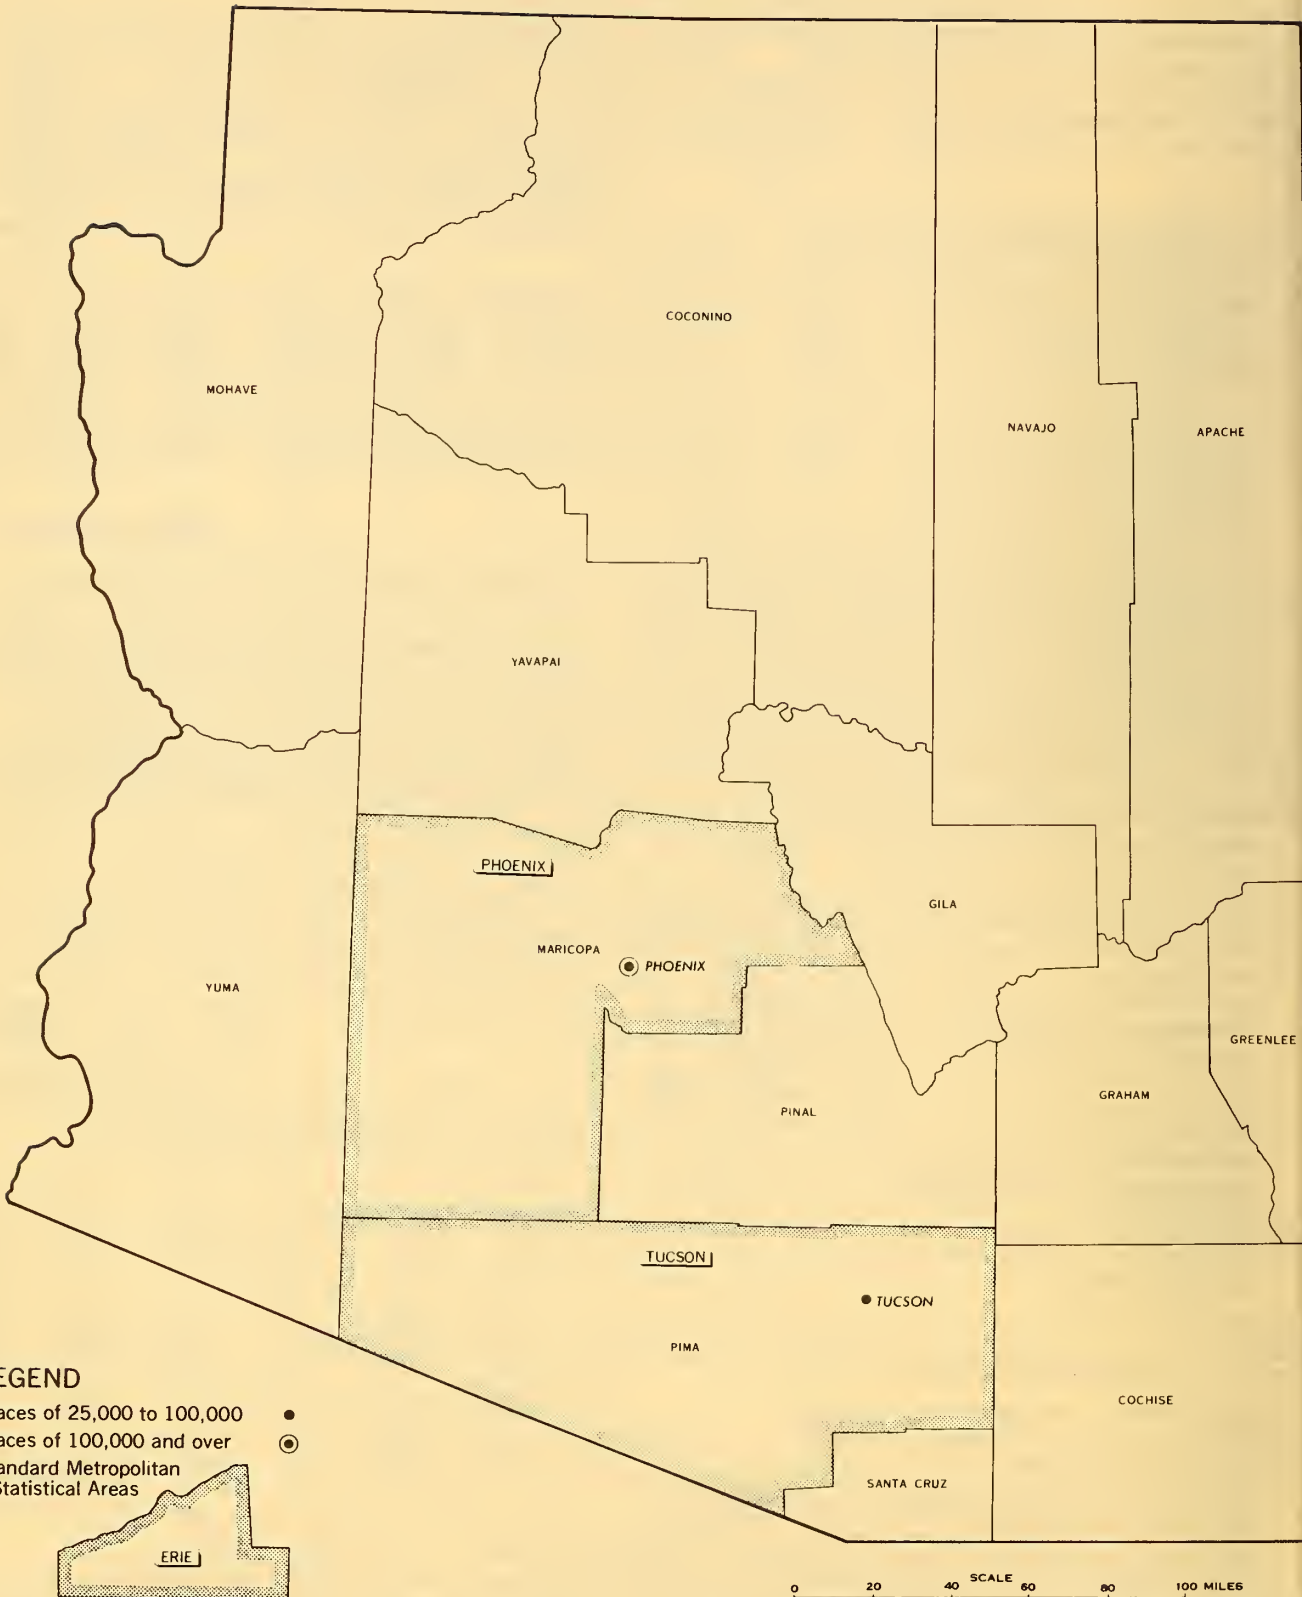 COCONINO
MOHAVE
NAVAJO
APACHE
YAVAPAI
PHOENIX
GILA
MARICOPA
PHOENIX
YUMA
GREENLEE
GRAHAM
PINAL
TUCSON
TUCSON
PIMA
COCHISE
SANTA CRUZ
EGEND
aces of 25,000 to 100,000
aces of 100,000 and over
andard Metropolitan
Statistical Areas
ERIE
SCALE
0 20 40 60 80 100 MILES